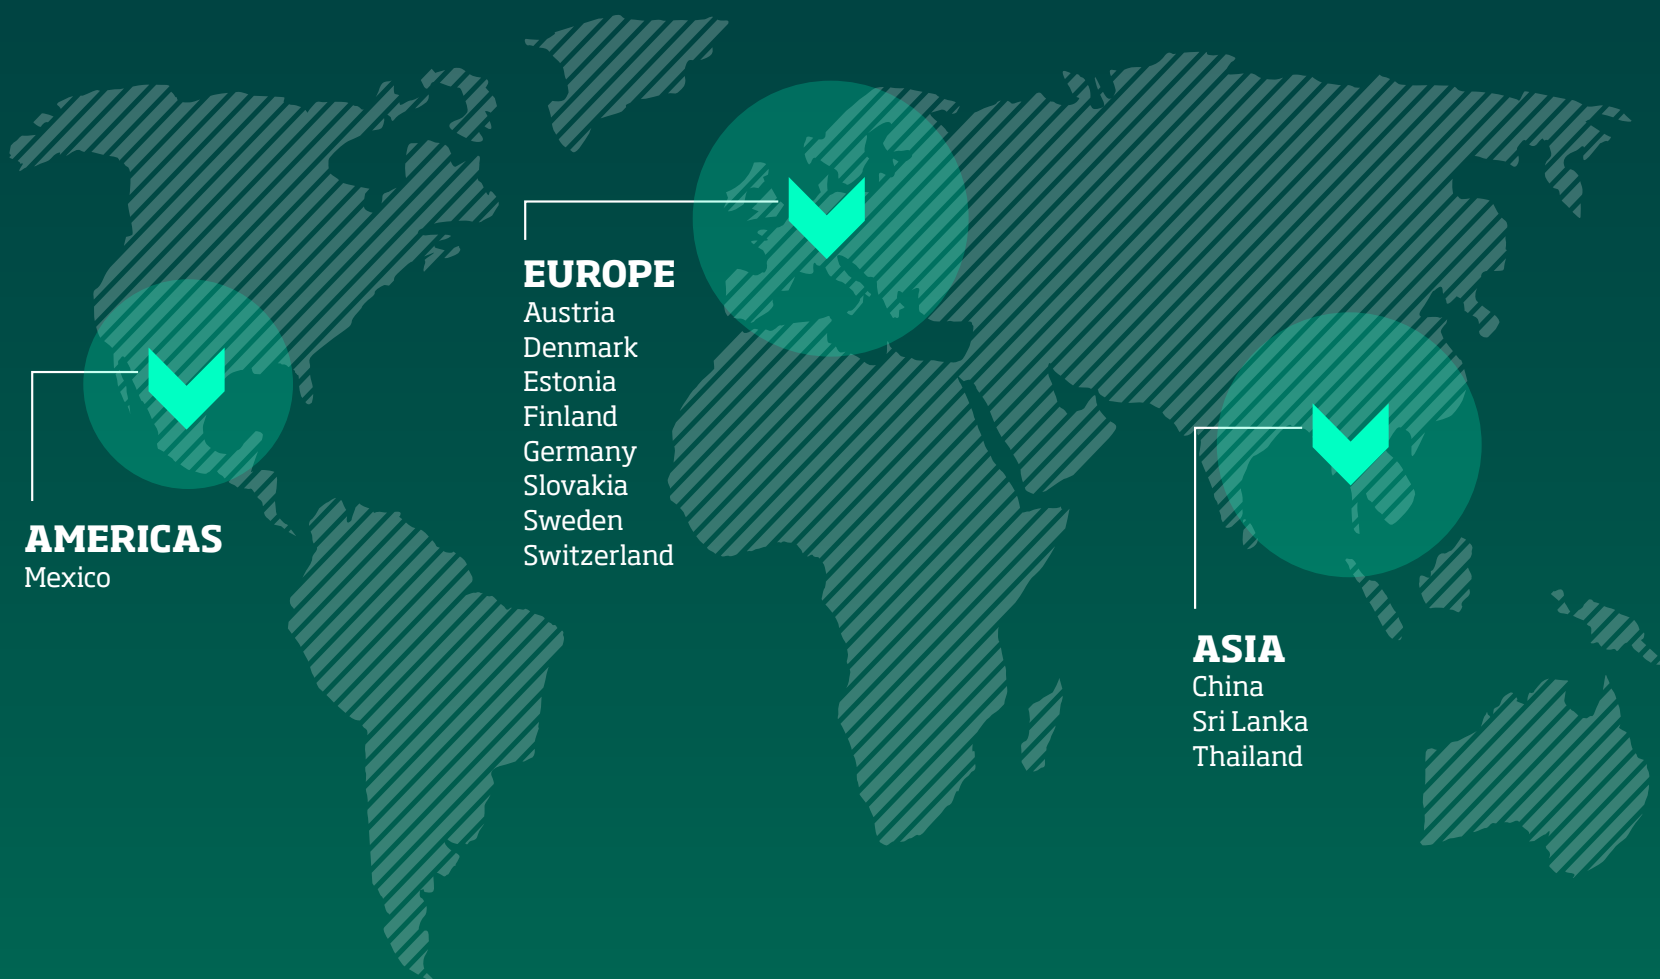 AMERICAS
Mexico
EUROPE
Austria
Denmark
Estonia
Finland
Germany
Slovakia
Sweden
Switzerland
ASIA
China
Sri Lanka
Thailand